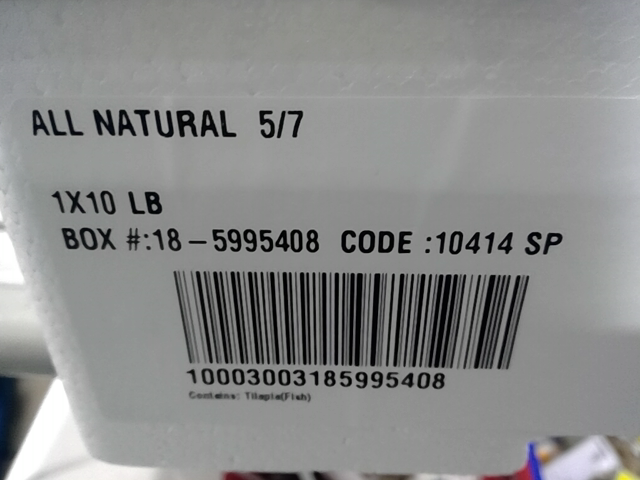 ALL NATURAL 5/7
1X10 LB
BOX #:18-5995408 CODE :10414 SP
10003003185995408
Contains: Tilapia(Fish)